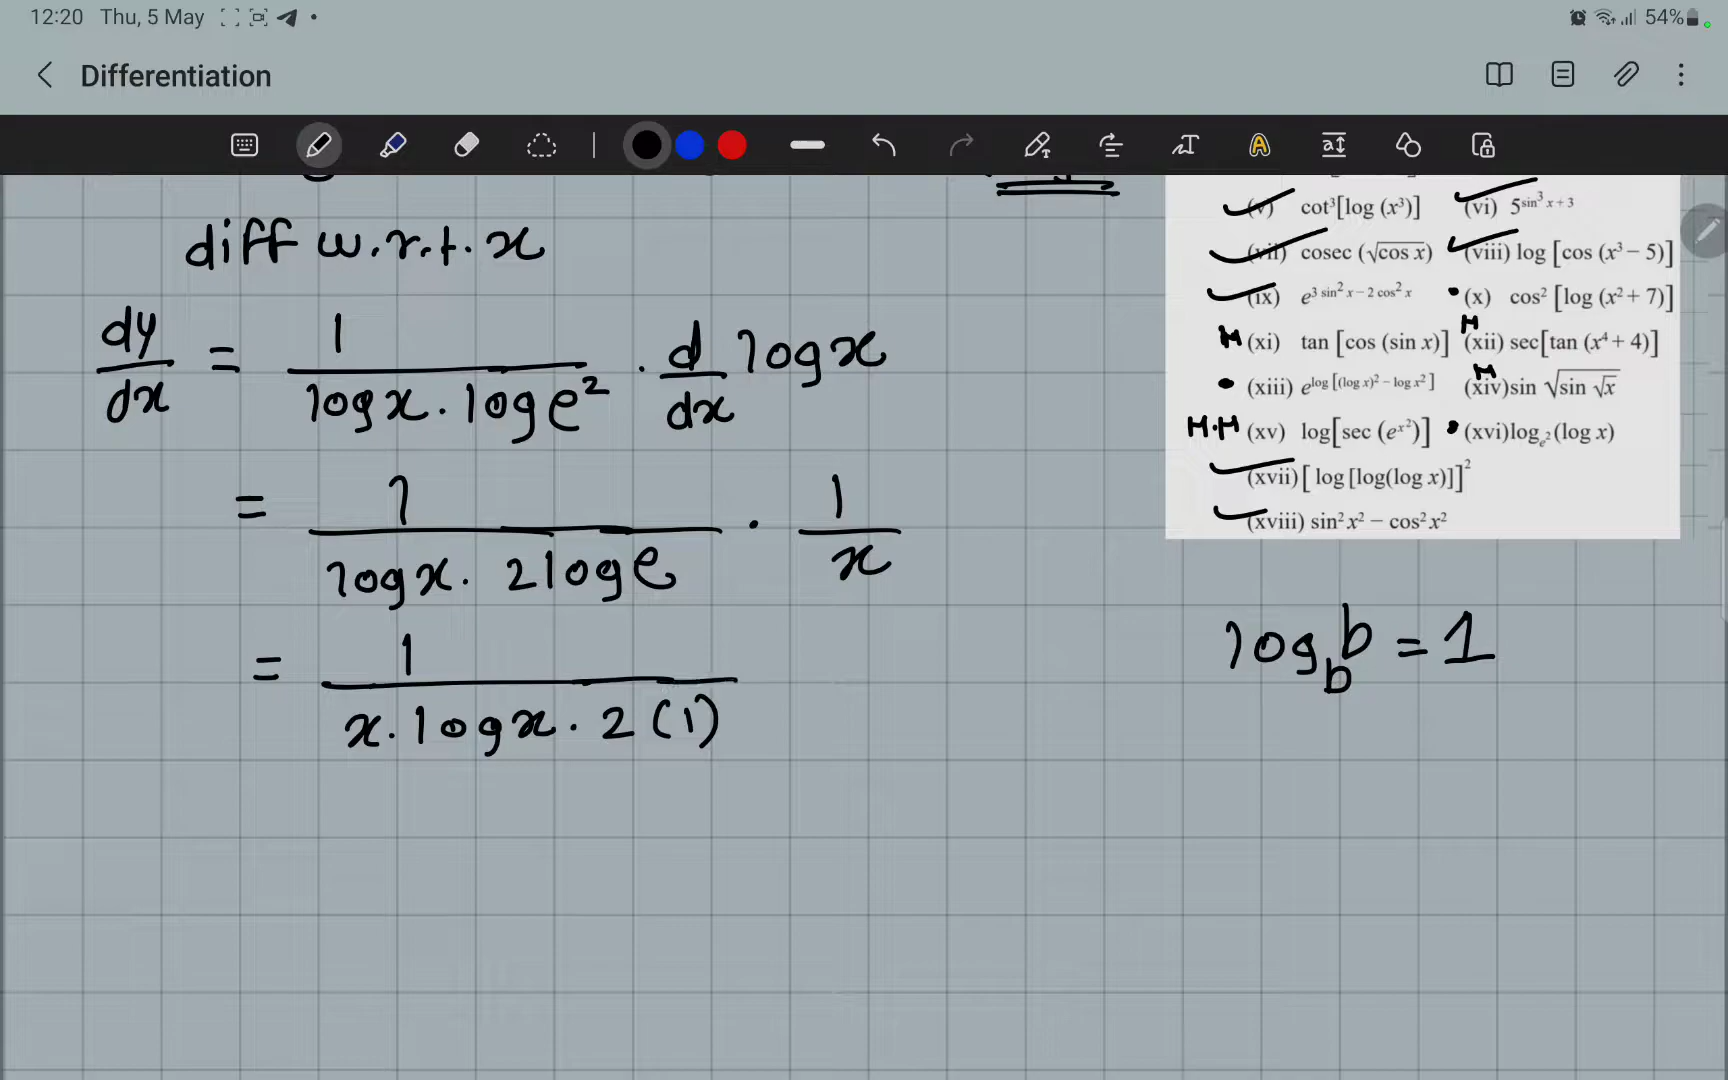 12:20 Thu, 5 May
54%
Differentiation
diff w.r.t. x
dy/dx = 1/(log x . log e²) . d/dx log x
= 1/(log x . 2 log e) . 1/x
= 1/(x . log x . 2 (1))
(v) cot³[log (x³)] (vi) 5^(sin³ x + 3)
(vii) cosec (√cos x) (viii) log [cos (x³ – 5)]
(ix) e^(3 sin² x – 2 cos² x) • (x) cos² [log (x² + 7)]
M (xi) tan [cos (sin x)] M (xii) sec[tan (x⁴ + 4)]
• (xiii) e^(log [(log x)² – log x²]) M (xiv)sin √(sin √x)
M.M (xv) log[sec (e^(x²))] • (xvi)log_(e²) (log x)
(xvii) [ log [log(log x)]]²
(xviii) sin² x² – cos² x²
log_b b = 1